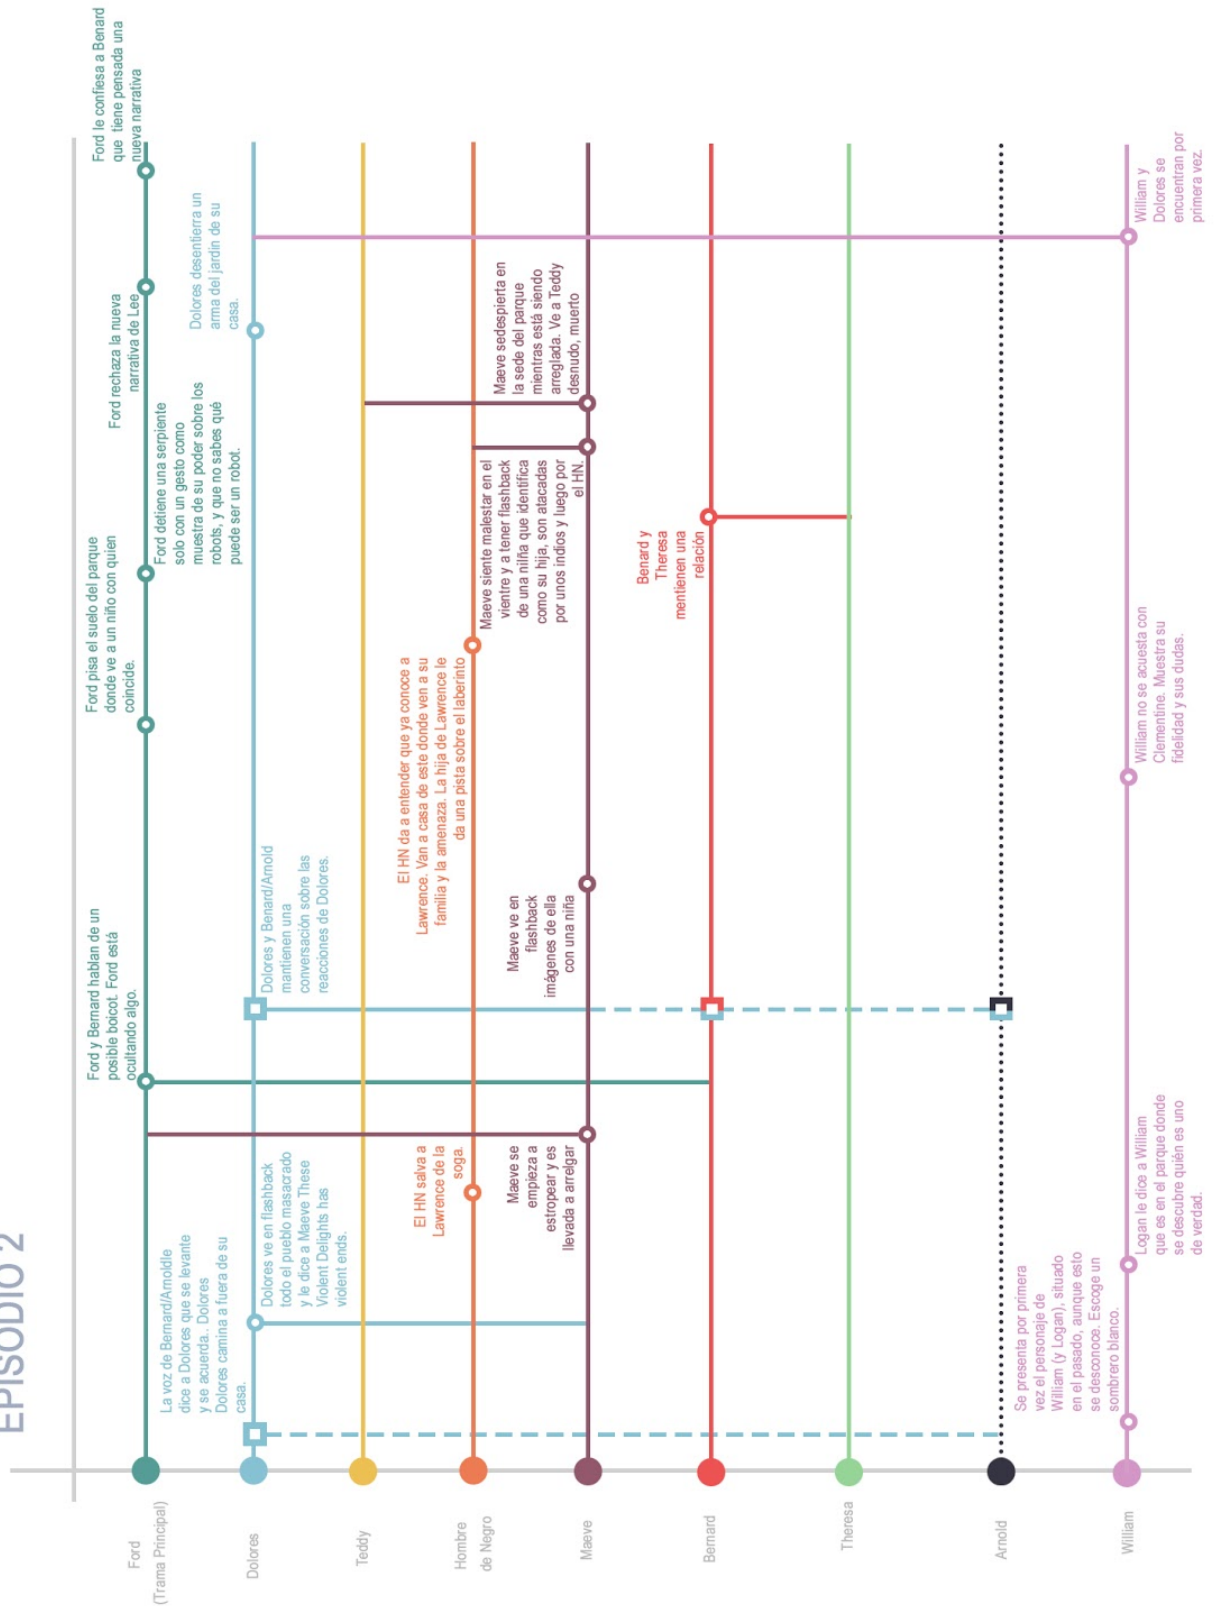 EPISODIO 2
Ford
(Trama Principal)
Ford y Bernard hablan de un
posible boicot. Ford está
ocultando algo.
Ford pisa el suelo del parque
donde ve a un niño con quien
coincide.
Ford detiene una serpiente
solo con un gesto como
muestra de su poder sobre los
robots, y que no sabes qué
puede ser un robot.
Ford rechaza la nueva
narrativa de Lee
Ford le confiesa a Benard
que tiene pensada una
nueva narrativa
Dolores
La voz de Bernard/Arnoldle
dice a Dolores que se levante
y se acuerda.. Dolores
Dolores camina a fuera de su
casa.
Dolores ve en flashback
todo el pueblo masacrado
y le dice a Maeve These
Violent Delights has
violent ends.
Dolores y Benard/Arnold
mantienen una
conversación sobre las
reacciones de Dolores.
Dolores desentierra un
arma del jardin de su
casa.
Teddy
Hombre
de Negro
El HN salva a
Lawrence de la
soga.
El HN da a entender que ya conoce a
Lawrence. Van a casa de este donde ven a su
familia y la amenaza. La hija de Lawrence le
da una pista sobre el laberinto
Maeve
Maeve se
empieza a
estropear y es
llevada a arrelgar
Maeve ve en
flashback
imágenes de ella
con una niña
Maeve siente malestar en el
vientre y a tener flashback
de una nilña que identifica
como su hija, son atacadas
por unos indios y luego por
el HN.
Maeve sedespierta en
la sede del parque
mientras está siendo
arreglada. Ve a Teddy
desnudo, muerto
Bernard
Benard y
Theresa
mantienen una
relación
Theresa
Arnold
William
Se presenta por primera
vez el personaje de
William (y Logan), situado
en el pasado, aunque esto
se desconoce. Escoge un
sombrero blanco.
Logan le dice a William
que es en el parque donde
se descubre quién es uno
de verdad.
William no se acuesta con
Clementine. Muestra su
fidelidad y sus dudas.
William y
Dolores se
encuentran por
primera vez.